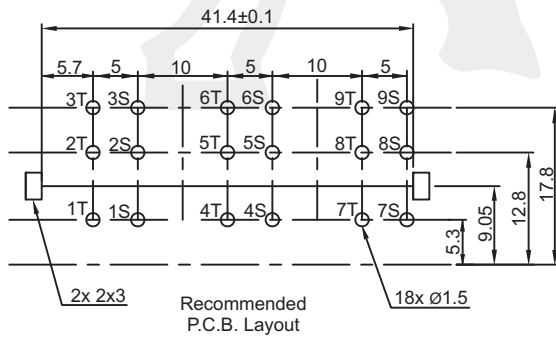 41.4±0.1
5.7 5 10 5 10 5
3T 3S 6T 6S 9T 9S
2T 2S 5T 5S 8T 8S
1T 1S 4T 4S 7T 7S
5.3
9.05
12.8
17.8
2x 2x3
18x Ø1.5
Recommended
P.C.B. Layout